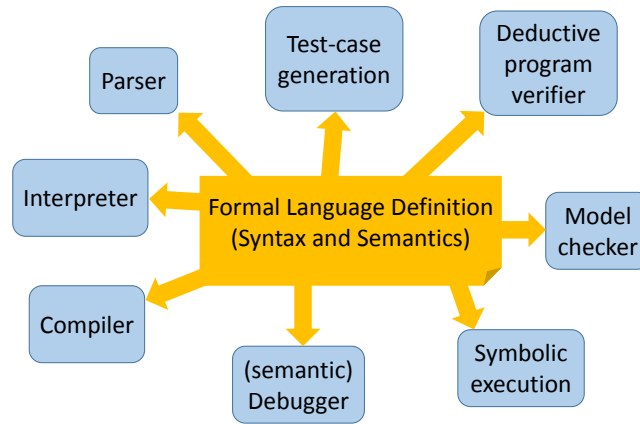 Test-case
generation
Deductive
program
verifier
Parser
Interpreter
Formal Language Definition
(Syntax and Semantics)
Model
checker
Compiler
(semantic)
Debugger
Symbolic
execution